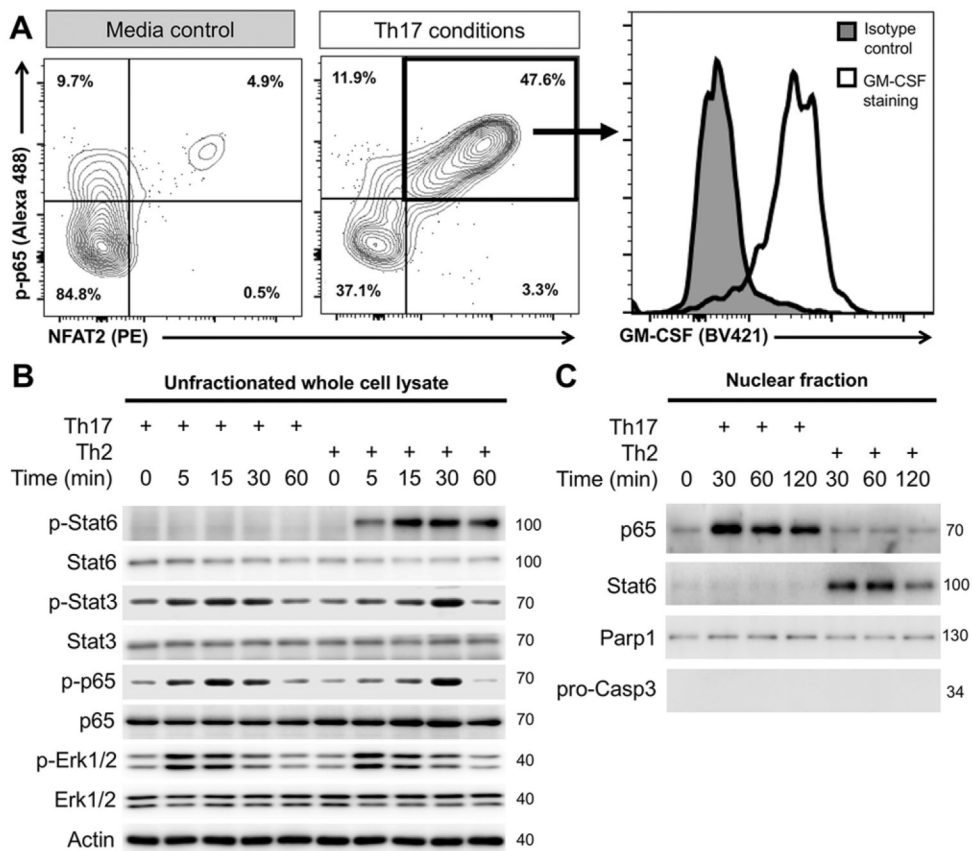 A
Media control
Th17 conditions
Isotype control
GM-CSF staining
9.7%
4.9%
84.8%
0.5%
11.9%
47.6%
37.1%
3.3%
p-p65 (Alexa 488)
NFAT2 (PE)
GM-CSF (BV421)
B
Unfractionated whole cell lysate
Th17 + + + + +
Th2 + + + + +
Time (min) 0 5 15 30 60 0 5 15 30 60
p-Stat6 100
Stat6 100
p-Stat3 70
Stat3 70
p-p65 70
p65 70
p-Erk1/2 40
Erk1/2 40
Actin 40
C
Nuclear fraction
Th17 + + +
Th2 + + +
Time (min) 0 30 60 120 30 60 120
p65 70
Stat6 100
Parp1 130
pro-Casp3 34